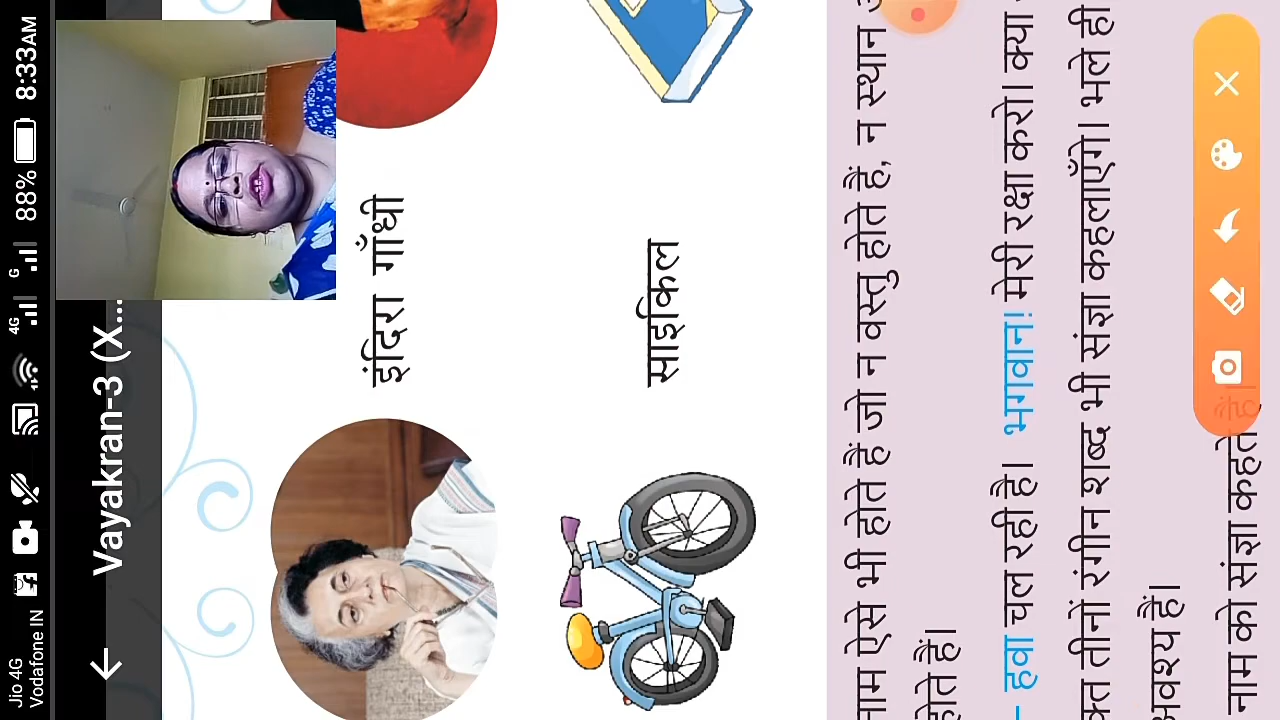 Jio 4G
Vodafone IN
4G
G
88%
8:33AM
Vayakran-3 (X...
इंदिरा गाँधी
साइकिल
नाम ऐसे भी होते हैं जो न वस्तु होते हैं, न स्थान
होते हैं।
– हवा चल रही है। भगवान! मेरी रक्षा करो। क्या
तीनों रंगीन शब्द भी संज्ञा कहलाएँगे। भले ही
अवश्य हैं।
नाम को संज्ञा कहते हैं।